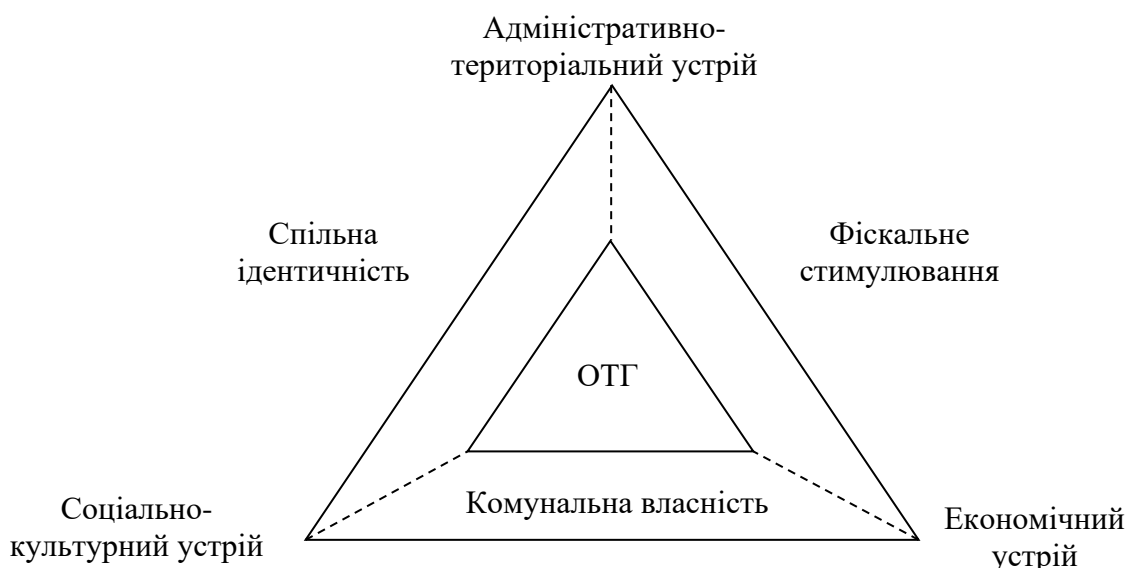 Адміністративно-
територіальний устрій
Спільна
ідентичність
Фіскальне
стимулювання
ОТГ
Комунальна власність
Соціально-
культурний устрій
Економічний
устрій